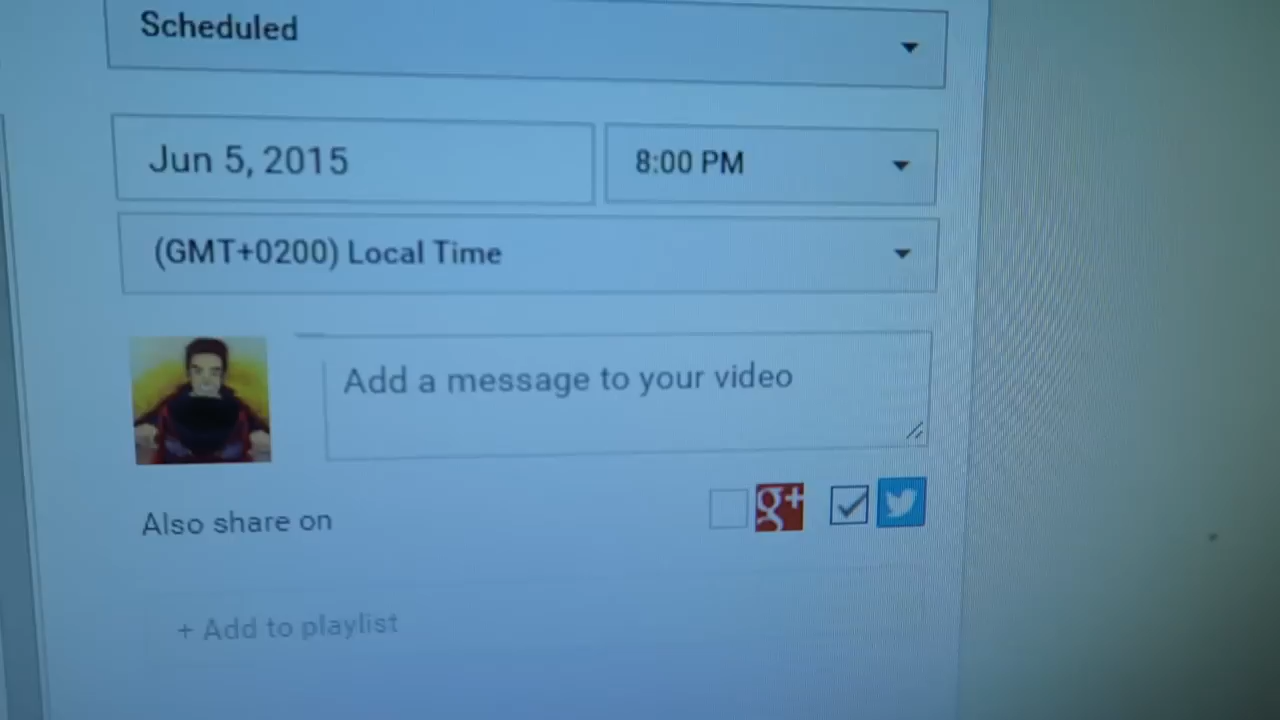 Scheduled
Jun 5, 2015
8:00 PM
(GMT+0200) Local Time
Add a message to your video
Also share on
g+
+ Add to playlist